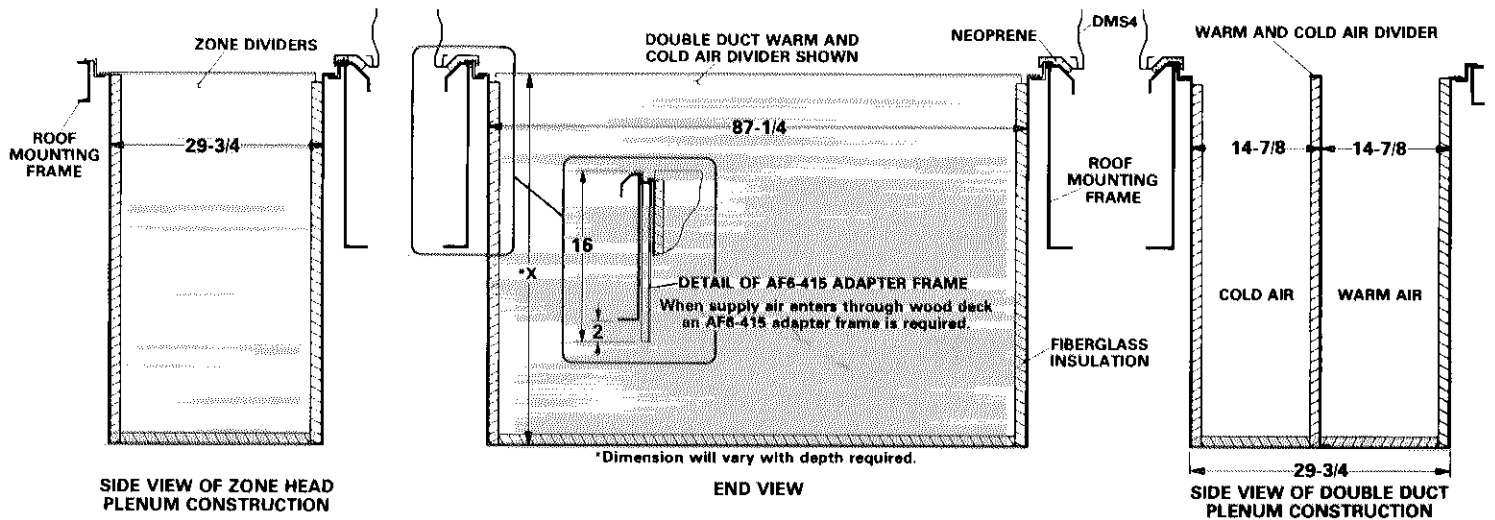 ZONE DIVIDERS
ROOF
MOUNTING
FRAME
29-3/4
SIDE VIEW OF ZONE HEAD
PLENUM CONSTRUCTION
DOUBLE DUCT WARM AND
COLD AIR DIVIDER SHOWN
NEOPRENE
DMS4
87-1/4
*X
16
2
DETAIL OF AF6-415 ADAPTER FRAME
When supply air enters through wood deck
an AF6-415 adapter frame is required.
ROOF
MOUNTING
FRAME
FIBERGLASS
INSULATION
*Dimension will vary with depth required.
END VIEW
WARM AND COLD AIR DIVIDER
14-7/8
14-7/8
COLD AIR
WARM AIR
29-3/4
SIDE VIEW OF DOUBLE DUCT
PLENUM CONSTRUCTION